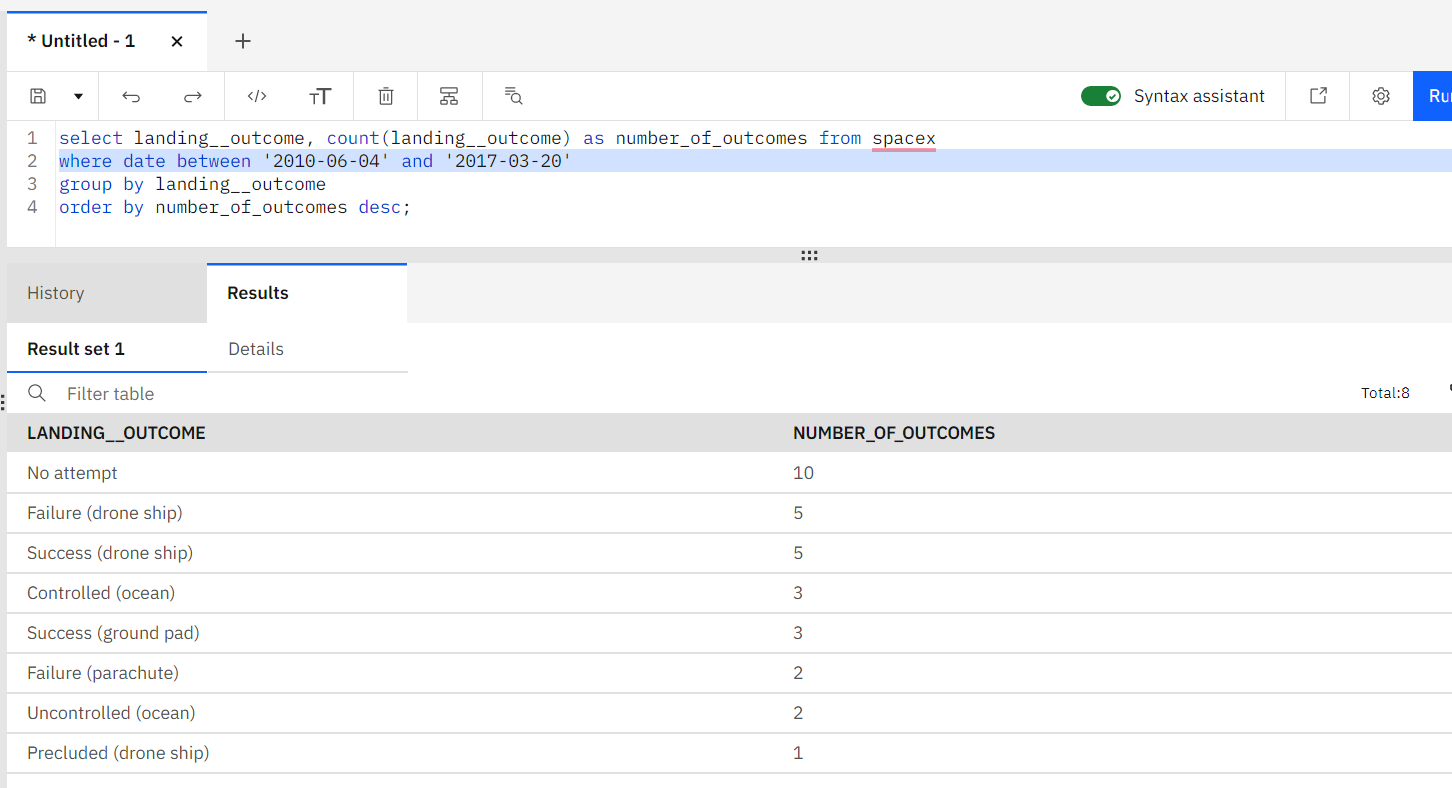 * Untitled - 1
Syntax assistant
Ru
1 select landing__outcome, count(landing__outcome) as number_of_outcomes from spacex
2 where date between '2010-06-04' and '2017-03-20'
3 group by landing__outcome
4 order by number_of_outcomes desc;
History Results
Result set 1 Details
Filter table Total:8
LANDING__OUTCOME NUMBER_OF_OUTCOMES
No attempt 10
Failure (drone ship) 5
Success (drone ship) 5
Controlled (ocean) 3
Success (ground pad) 3
Failure (parachute) 2
Uncontrolled (ocean) 2
Precluded (drone ship) 1